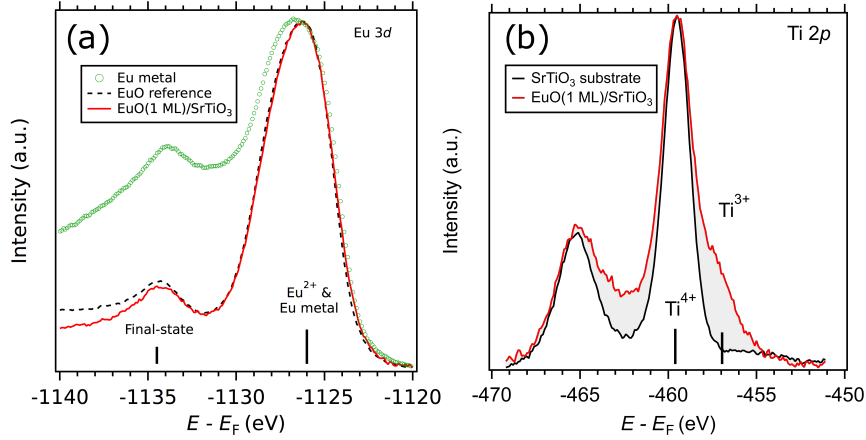 (a)
Eu 3d
Eu metal
EuO reference
EuO(1 ML)/SrTiO₃
Eu²⁺ &
Eu metal
Final-state
Intensity (a.u.)
-1140 -1135 -1130 -1125 -1120
E - E_F (eV)
(b)
Ti 2p
SrTiO₃ substrate
EuO(1 ML)/SrTiO₃
Ti³⁺
Ti⁴⁺
Intensity (a.u.)
-470 -465 -460 -455 -450
E - E_F (eV)